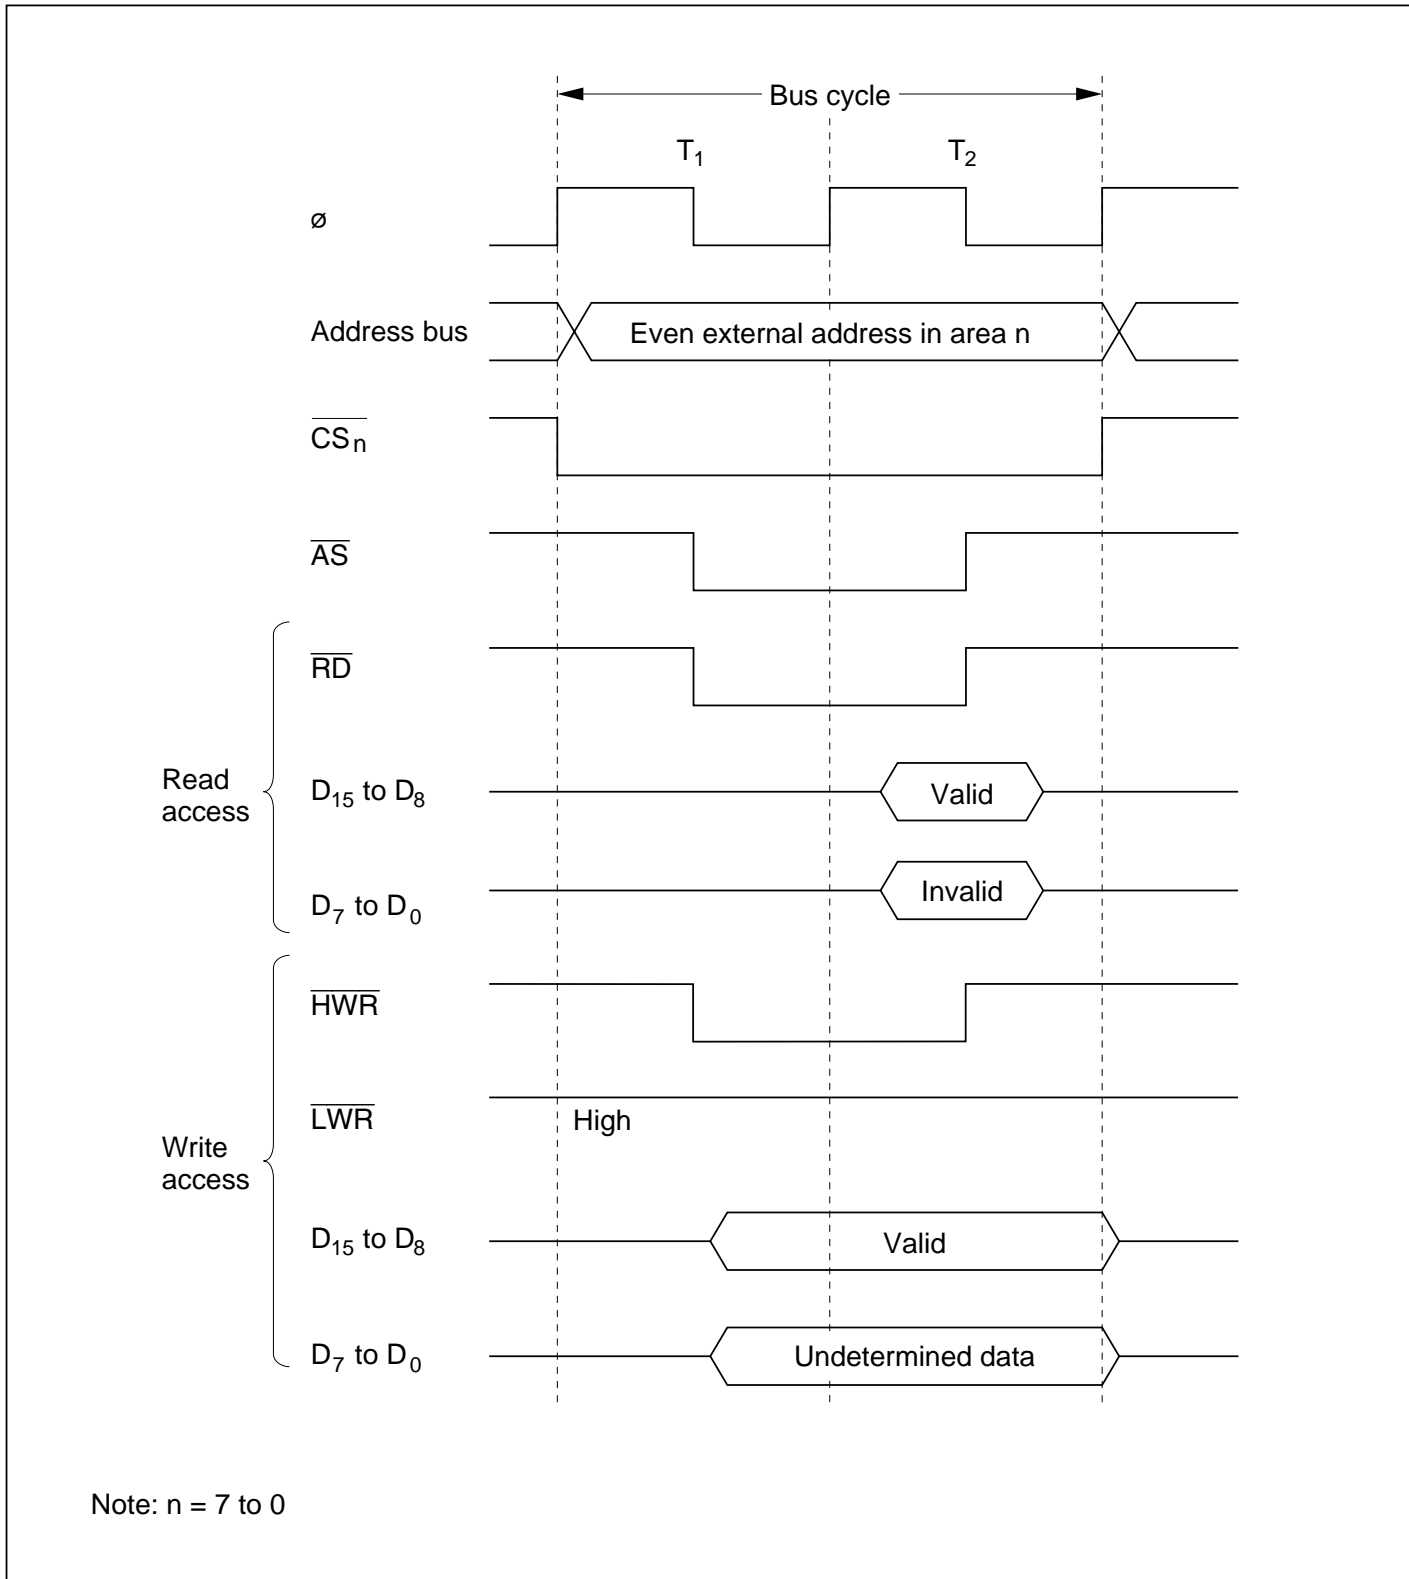 Bus cycle
T1 T2
ø
Address bus Even external address in area n
CSn
AS
RD
Read access
D15 to D8 Valid
D7 to D0 Invalid
HWR
LWR High
Write access
D15 to D8 Valid
D7 to D0 Undetermined data
Note: n = 7 to 0